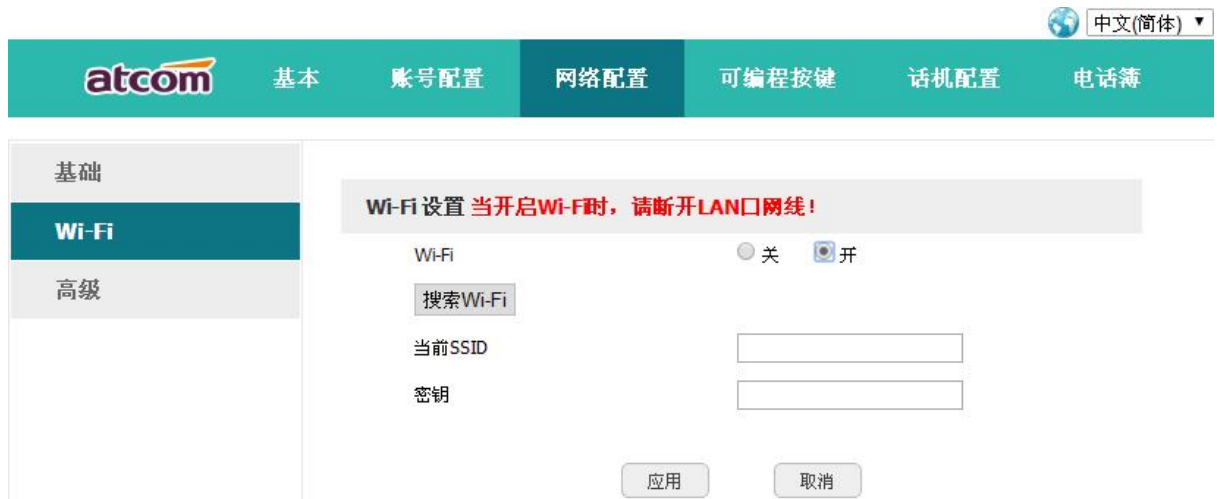 中文(简体)
atcom 基本 账号配置 网络配置 可编程按键 话机配置 电话簿
基础
Wi-Fi
高级
Wi-Fi 设置 当开启Wi-Fi时，请断开LAN口网线！
Wi-Fi 关 开
搜索Wi-Fi
当前SSID
密钥
应用 取消